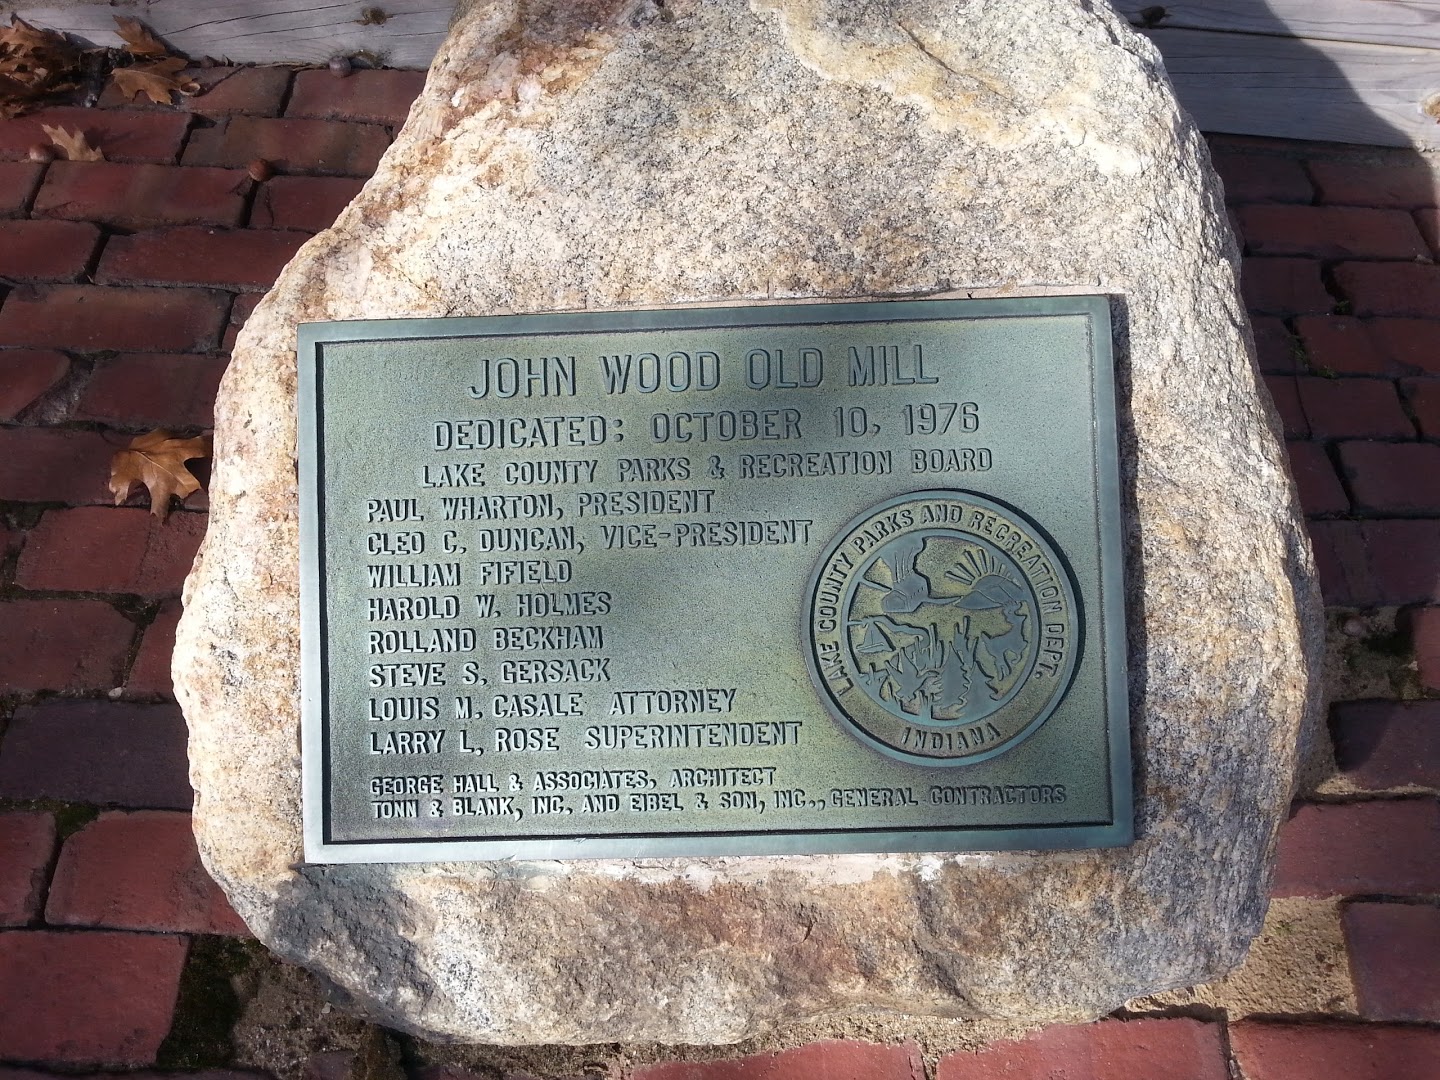 JOHN WOOD OLD MILL
DEDICATED: OCTOBER 10, 1976
LAKE COUNTY PARKS & RECREATION BOARD
PAUL WHARTON, PRESIDENT
CLEO C. DUNCAN, VICE-PRESIDENT
WILLIAM FIFIELD
HAROLD W. HOLMES
ROLLAND BECKHAM
STEVE S. GERSACK
LOUIS M. CASALE ATTORNEY
LARRY L. ROSE SUPERINTENDENT
GEORGE HALL & ASSOCIATES, ARCHITECT
TONN & BLANK, INC. AND EIBEL & SON, INC., GENERAL CONTRACTORS
LAKE COUNTY PARKS AND RECREATION DEPT.
INDIANA